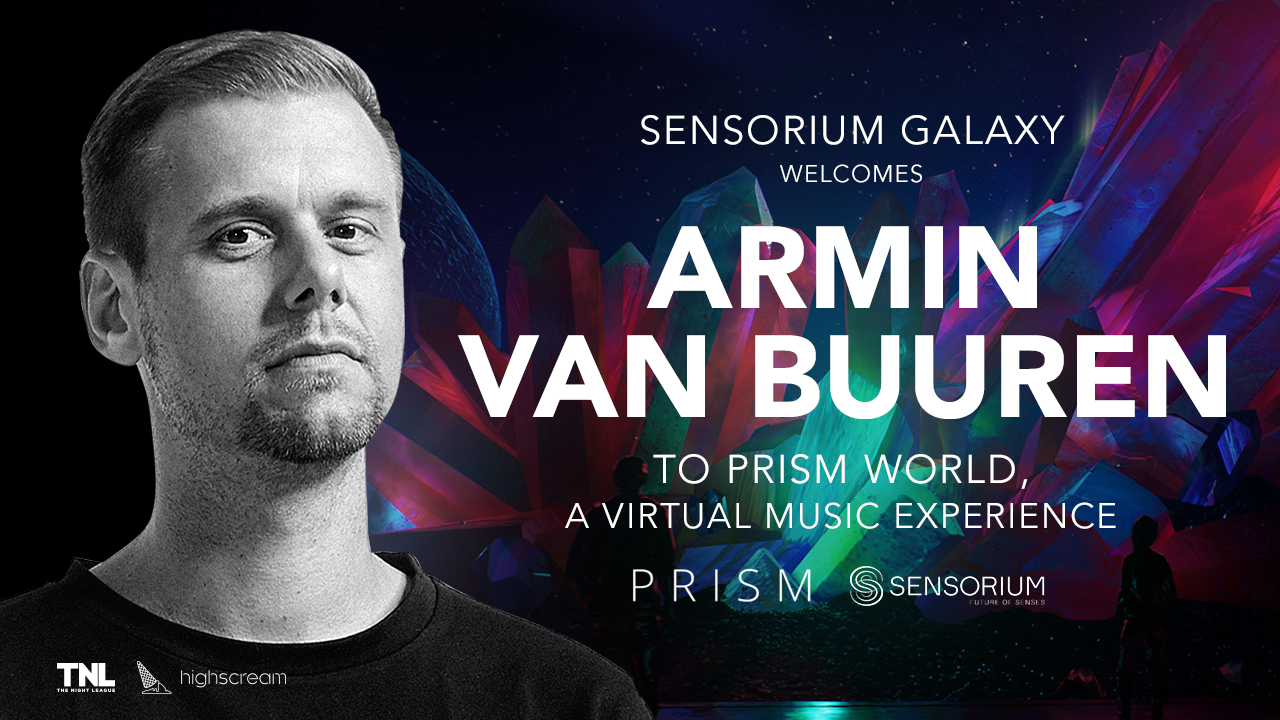 SENSORIUM GALAXY
WELCOMES
ARMIN
VAN BUUREN
TO PRISM WORLD,
A VIRTUAL MUSIC EXPERIENCE
PRISM
SENSORIUM
FUTURE OF SENSES
TNL
THE NIGHT LEAGUE
highscream